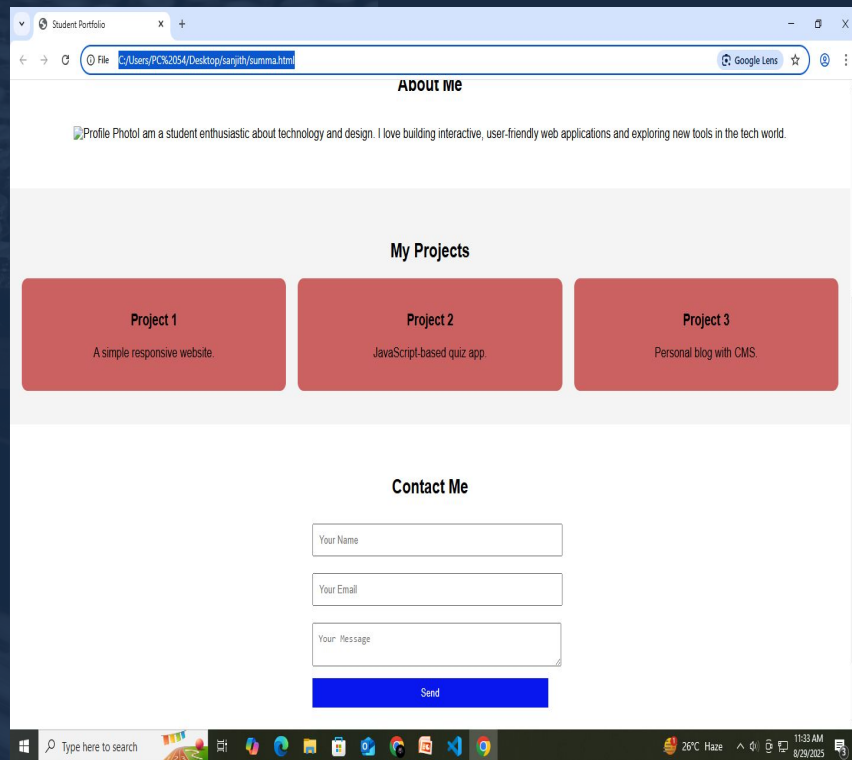 Student Portfolio
File C:/Users/PC%2054/Desktop/sanjith/summa.html Google Lens
About Me
Profile PhotoI am a student enthusiastic about technology and design. I love building interactive, user-friendly web applications and exploring new tools in the tech world.
My Projects
Project 1 Project 2 Project 3
A simple responsive website. JavaScript-based quiz app. Personal blog with CMS.
Contact Me
Your Name
Your Email
Your Message
Send
Type here to search 26°C Haze 11:33 AM
8/29/2025 3